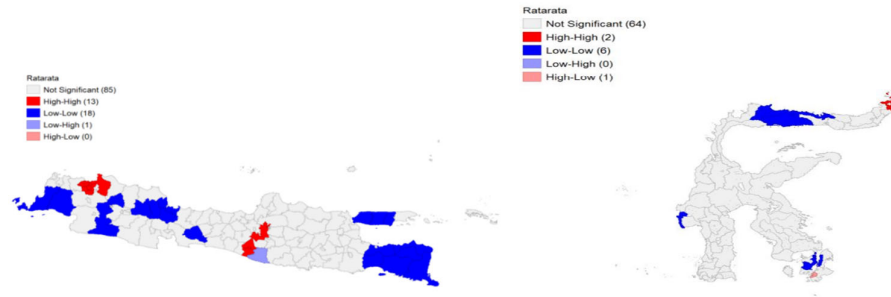 Ratarata
Not Significant (85)
High-High (13)
Low-Low (18)
Low-High (1)
High-Low (0)
Ratarata
Not Significant (64)
High-High (2)
Low-Low (6)
Low-High (0)
High-Low (1)